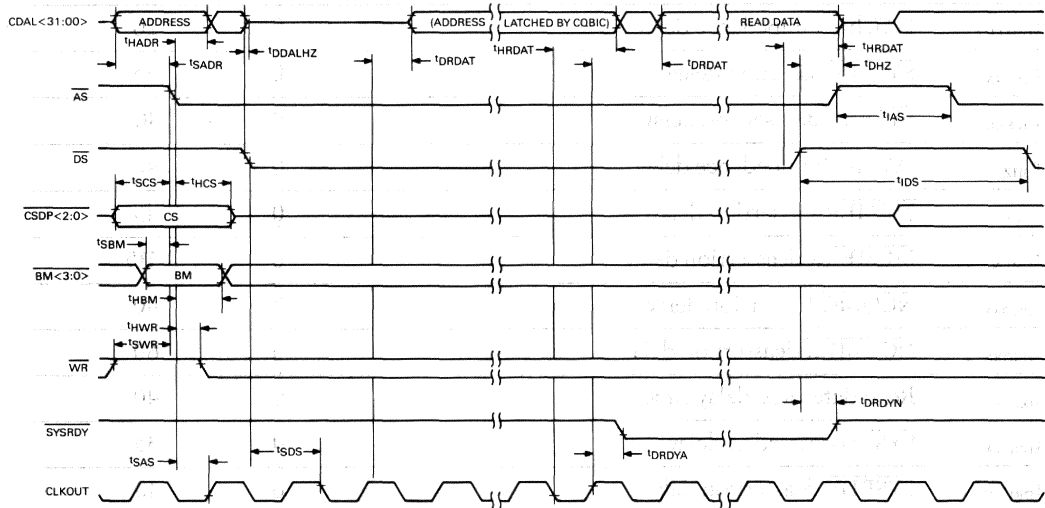 CDAL<31:00>
ADDRESS
(ADDRESS LATCHED BY CQBIC)
READ DATA
tHADR
tSADR
tDDALHZ
tDRDAT
tHRDAT
tDRDAT
tHRDAT
tDHZ
AS
tIAS
DS
tIDS
tSCS
tHCS
CSDP<2:0>
CS
tSBM
BM<3:0>
BM
tHBM
tHWR
tSWR
WR
tDRDYN
SYSRDY
tDRDYA
tSAS
tSDS
CLKOUT